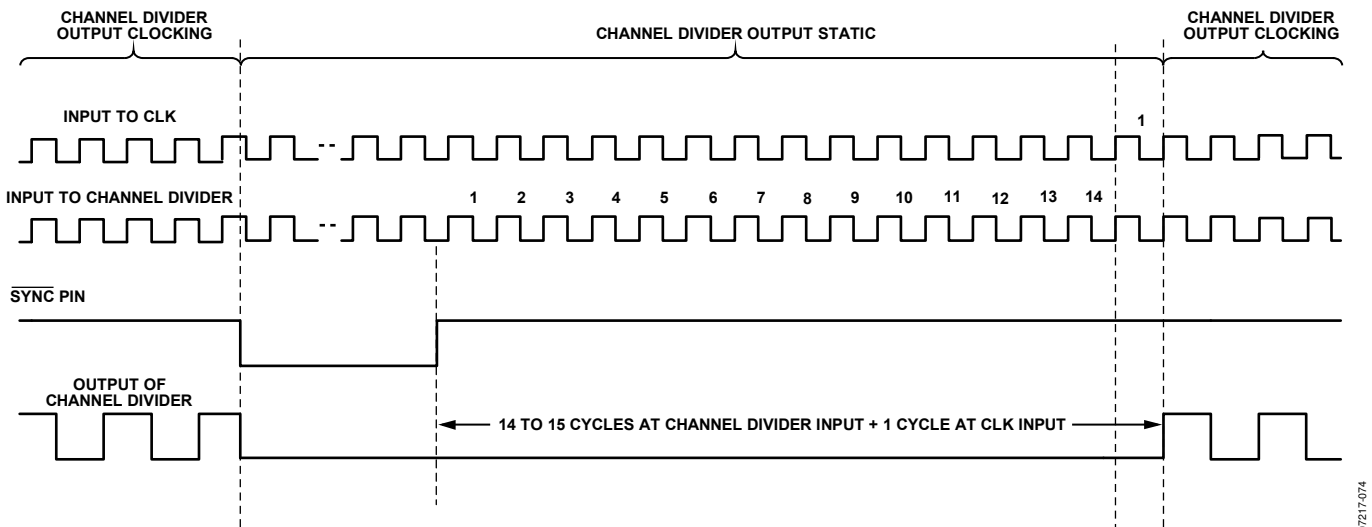 CHANNEL DIVIDER
OUTPUT CLOCKING
CHANNEL DIVIDER OUTPUT STATIC
CHANNEL DIVIDER
OUTPUT CLOCKING
INPUT TO CLK
1
INPUT TO CHANNEL DIVIDER
1 2 3 4 5 6 7 8 9 10 11 12 13 14
SYNC PIN
OUTPUT OF
CHANNEL DIVIDER
14 TO 15 CYCLES AT CHANNEL DIVIDER INPUT + 1 CYCLE AT CLK INPUT